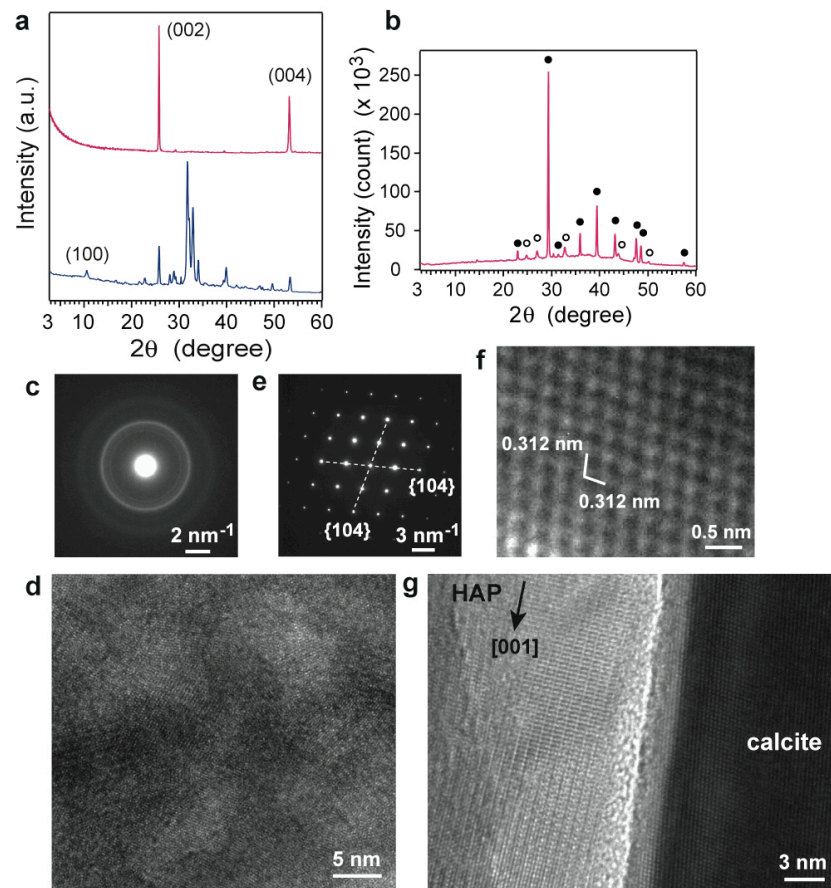 a
(002)
(004)
(100)
Intensity (a.u.)
3 10 20 30 40 50 60
2θ (degree)
b
Intensity (count) (x 10³)
250
200
150
100
50
0
3 10 20 30 40 50 60
2θ (degree)
c
2 nm⁻¹
e
{104}
{104}
3 nm⁻¹
f
0.312 nm
0.312 nm
0.5 nm
d
5 nm
g
HAP
[001]
calcite
3 nm